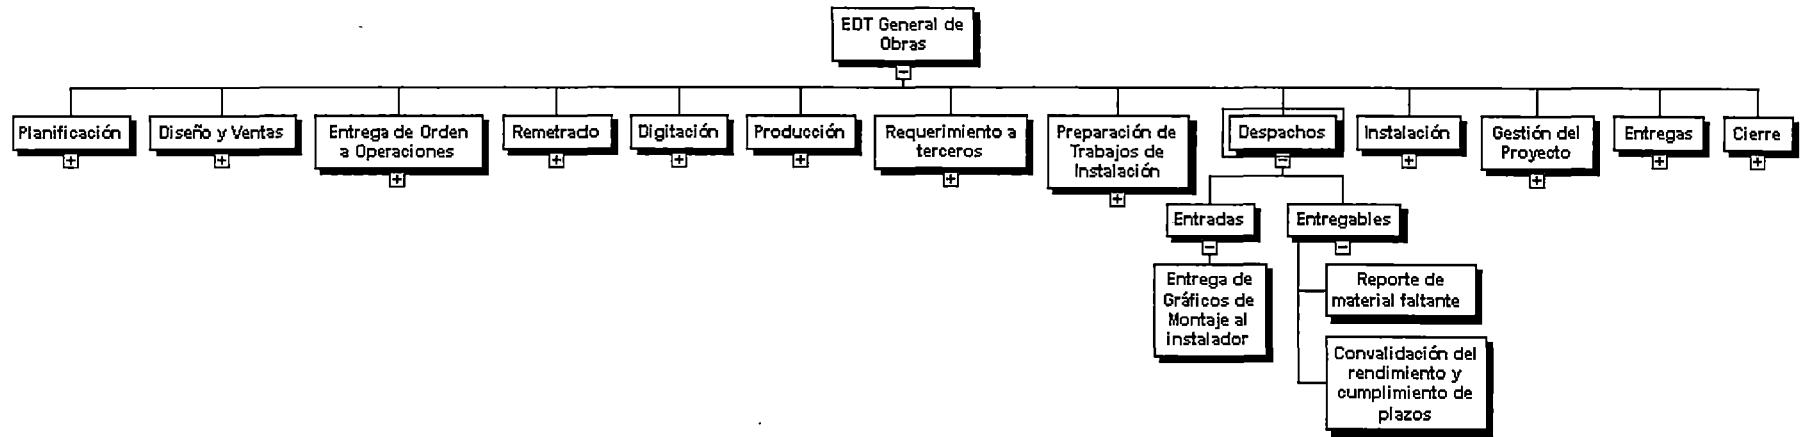 EDT General de
Obras
Planificación
Diseño y Ventas
Entrega de Orden
a Operaciones
Remetrado
Digitación
Producción
Requerimiento a
terceros
Preparación de
Trabajos de
Instalación
Despachos
Instalación
Gestión del
Proyecto
Entregas
Cierre
Entradas
Entregables
Entrega de
Gráficos de
Montaje al
instalador
Reporte de
material faltante
Convalidación del
rendimiento y
cumplimiento de
plazos